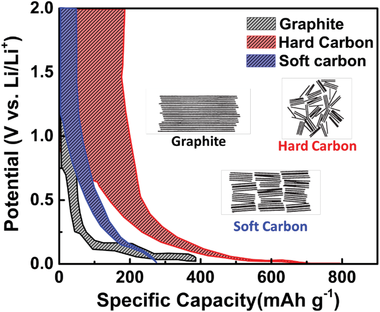 2.0
1.5
1.0
0.5
0.0
Potential (V vs. Li/Li+)
Graphite
Hard Carbon
Soft carbon
Graphite
Hard Carbon
Soft Carbon
0 200 400 600 800
Specific Capacity(mAh g-1)